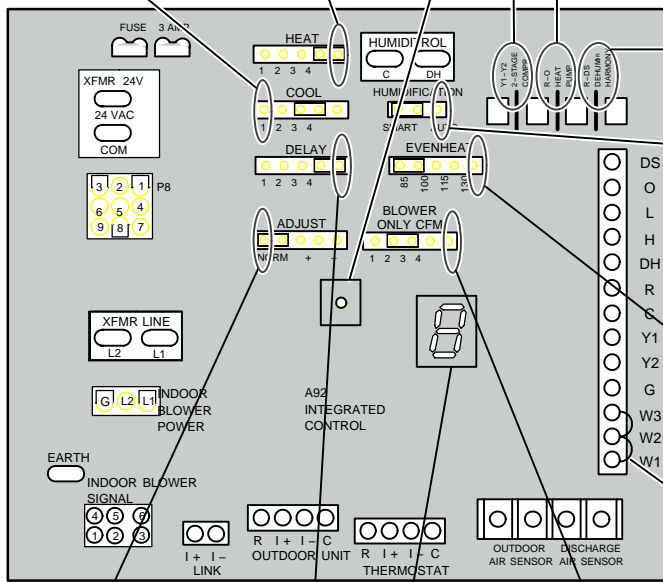 FUSE 3 AMP
HEAT
1 2 3 4
HUMIDITROL
C DH
Y1-Y2
2-STAGE
COMPR
R-O
HEAT
PUMP
R-DS
DEHUM
HARMONY
XFMR 24V
24 VAC
COM
COOL
1 2 3 4
HUMIDIFICATION
SMART AUTO
DELAY
1 2 3 4
EVENHEAT
85 100 115 130
3 2 1 P8
6 5 4
9 8 7
ADJUST
NORM + -
BLOWER
ONLY CFM
1 2 3 4
DS
O
L
H
DH
R
C
Y1
Y2
G
W3
W2
W1
XFMR LINE
L2 L1
8
G L2 L1
INDOOR
BLOWER
POWER
A92
INTEGRATED
CONTROL
EARTH
INDOOR BLOWER
SIGNAL
4 5 6
1 2 3
I + I -
LINK
R I + I - C
OUTDOOR UNIT
R I + I - C
THERMOSTAT
OUTDOOR
AIR SENSOR
DISCHARGE
AIR SENSOR